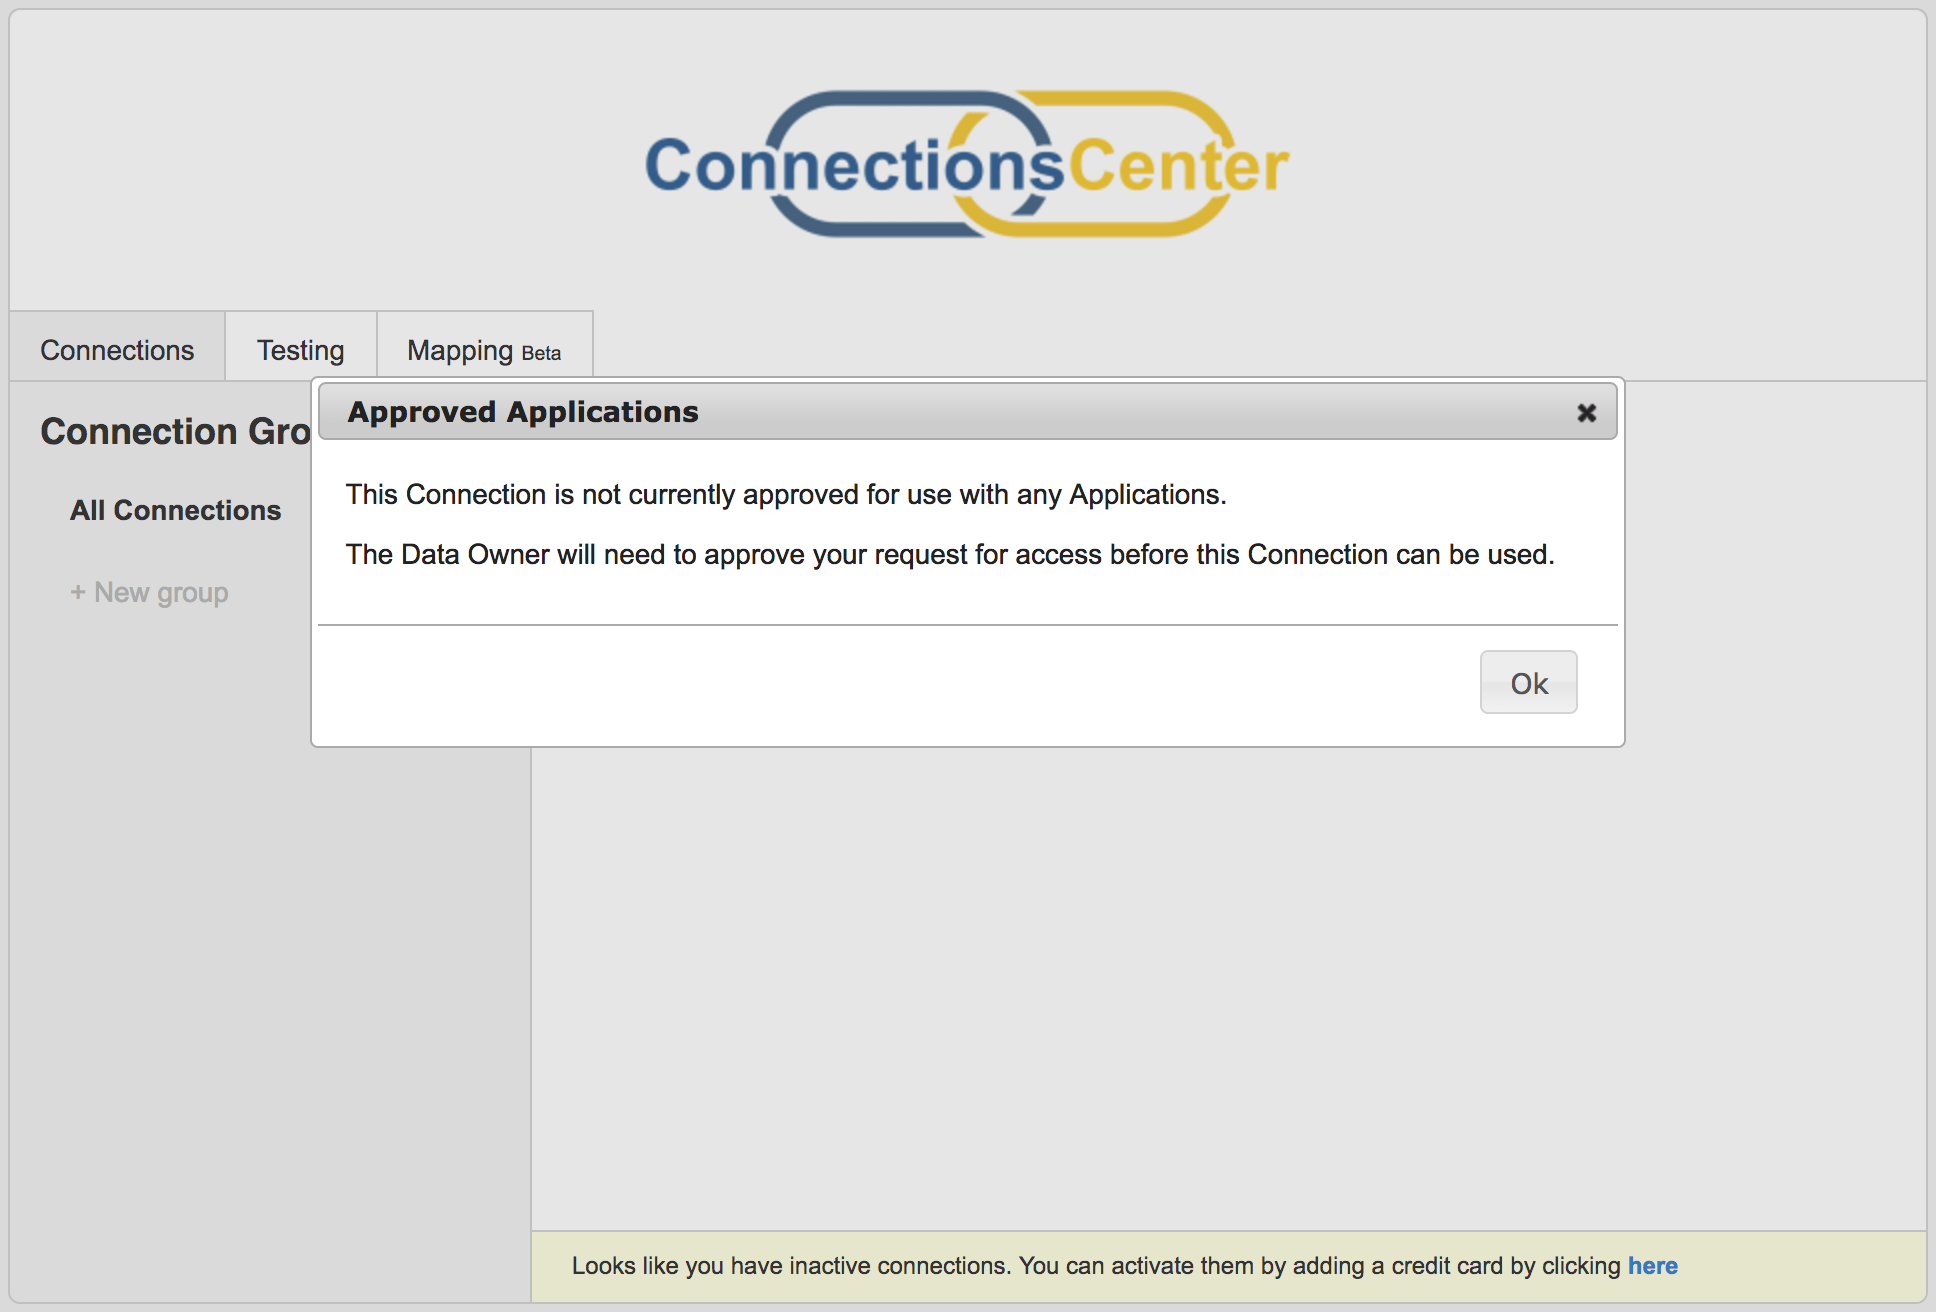 ConnectionsCenter
Connections
Testing
Mapping Beta
Connection Gro
Approved Applications
This Connection is not currently approved for use with any Applications.
The Data Owner will need to approve your request for access before this Connection can be used.
Ok
All Connections
+ New group
Looks like you have inactive connections. You can activate them by adding a credit card by clicking here